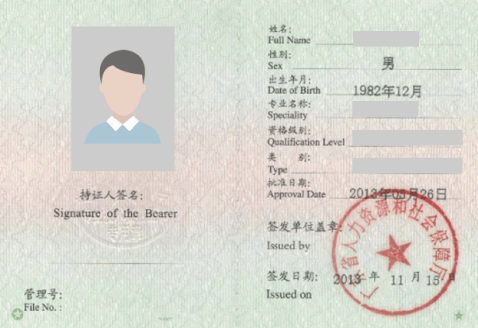 持证人签名:
Signature of the Bearer
管理号:
File No. :
姓名:
Full Name
性别:
Sex 男
出生年月:
Date of Birth 1982年12月
专业名称:
Speciality
资格级别:
Qualification Level
类 别:
Type
批准日期:
Approval Date 2013年05月26日
签发单位盖章:
Issued by
省人力资源和社会保障厅
签发日期: 2013 年 11 月 15 日
Issued on